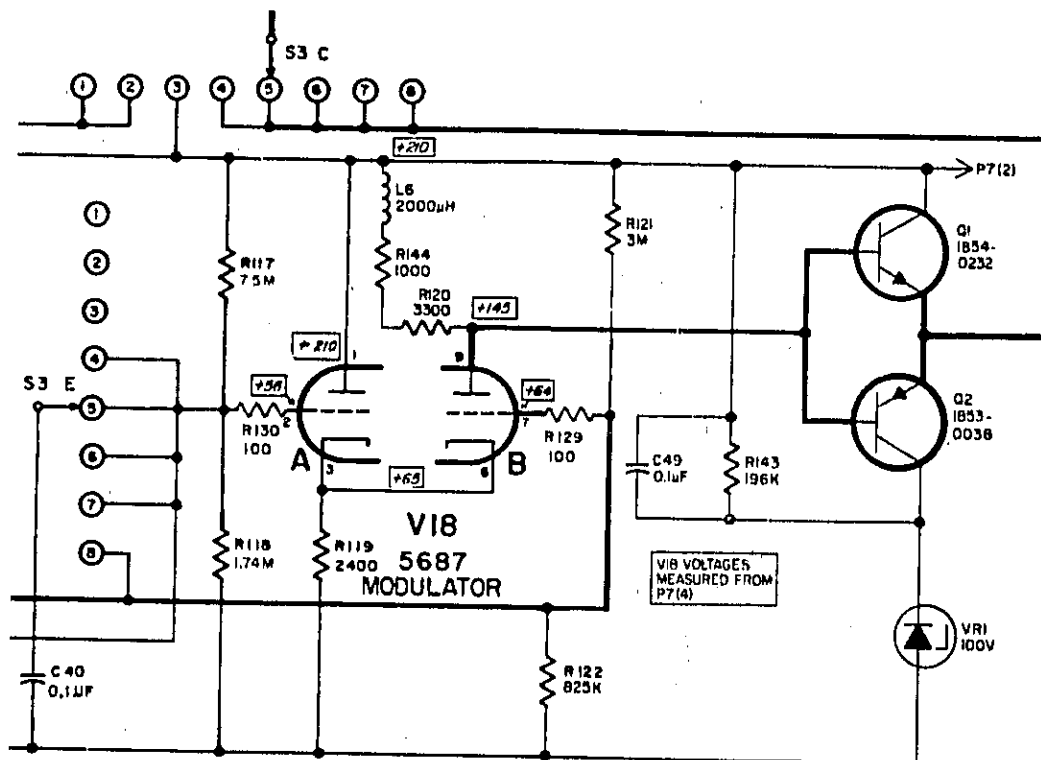 S3 C
1 2 3 4 5 6 7 8
+210
P7(2)
L6
2000µH
1
2
3
4
5
6
7
8
R117
7.5M
R144
1000
R121
3M
Q1
1854-
0232
R120
3300
+145
+210
1
9
S3 E
+58
2
+64
7
R130
100
R129
100
A
B
3
6
+65
Q2
1853-
0038
C49
0.1uF
R143
196K
V18
5687
MODULATOR
R118
1.74M
R119
2400
V18 VOLTAGES
MEASURED FROM
P7(4)
VR1
100V
C40
0.1UF
R122
825K